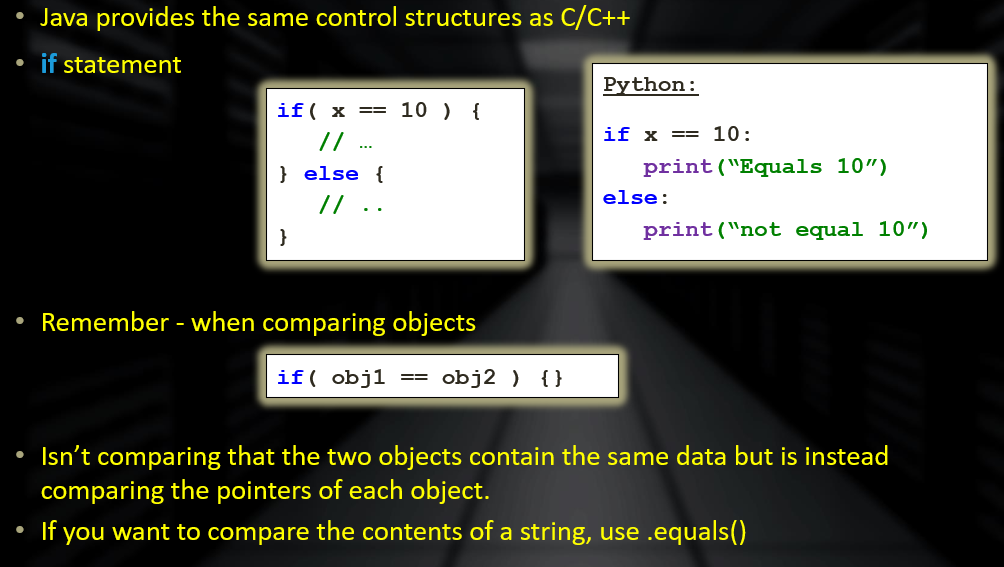 • Java provides the same control structures as C/C++
• if statement
if( x == 10 ) {
// …
} else {
// ..
}
Python:
if x == 10:
print(“Equals 10”)
else:
print(“not equal 10”)
• Remember - when comparing objects
if( obj1 == obj2 ) {}
• Isn’t comparing that the two objects contain the same data but is instead
comparing the pointers of each object.
• If you want to compare the contents of a string, use .equals()